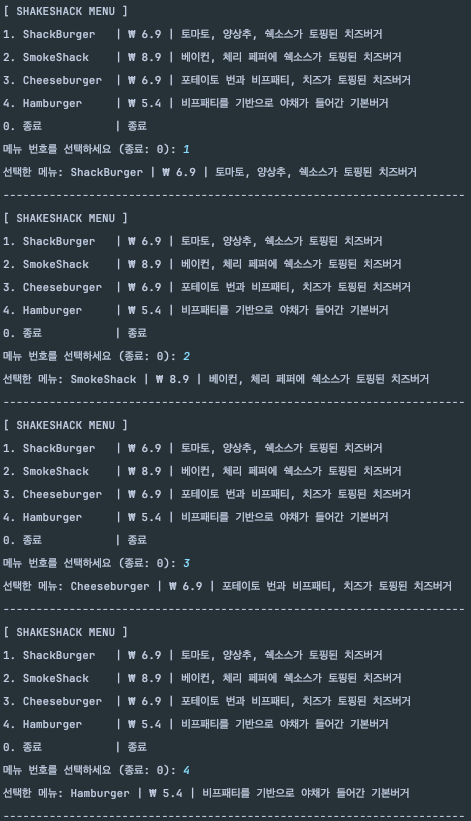 [ SHAKESHACK MENU ]
1. ShackBurger   | ₩ 6.9 | 토마토, 양상추, 쉑소스가 토핑된 치즈버거
2. SmokeShack    | ₩ 8.9 | 베이컨, 체리 페퍼에 쉑소스가 토핑된 치즈버거
3. Cheeseburger  | ₩ 6.9 | 포테이토 번과 비프패티, 치즈가 토핑된 치즈버거
4. Hamburger     | ₩ 5.4 | 비프패티를 기반으로 야채가 들어간 기본버거
0. 종료           | 종료
메뉴 번호를 선택하세요 (종료: 0): 1
선택한 메뉴: ShackBurger | ₩ 6.9 | 토마토, 양상추, 쉑소스가 토핑된 치즈버거
----------------------------------------------------------------------
[ SHAKESHACK MENU ]
1. ShackBurger   | ₩ 6.9 | 토마토, 양상추, 쉑소스가 토핑된 치즈버거
2. SmokeShack    | ₩ 8.9 | 베이컨, 체리 페퍼에 쉑소스가 토핑된 치즈버거
3. Cheeseburger  | ₩ 6.9 | 포테이토 번과 비프패티, 치즈가 토핑된 치즈버거
4. Hamburger     | ₩ 5.4 | 비프패티를 기반으로 야채가 들어간 기본버거
0. 종료           | 종료
메뉴 번호를 선택하세요 (종료: 0): 2
선택한 메뉴: SmokeShack | ₩ 8.9 | 베이컨, 체리 페퍼에 쉑소스가 토핑된 치즈버거
----------------------------------------------------------------------
[ SHAKESHACK MENU ]
1. ShackBurger   | ₩ 6.9 | 토마토, 양상추, 쉑소스가 토핑된 치즈버거
2. SmokeShack    | ₩ 8.9 | 베이컨, 체리 페퍼에 쉑소스가 토핑된 치즈버거
3. Cheeseburger  | ₩ 6.9 | 포테이토 번과 비프패티, 치즈가 토핑된 치즈버거
4. Hamburger     | ₩ 5.4 | 비프패티를 기반으로 야채가 들어간 기본버거
0. 종료           | 종료
메뉴 번호를 선택하세요 (종료: 0): 3
선택한 메뉴: Cheeseburger | ₩ 6.9 | 포테이토 번과 비프패티, 치즈가 토핑된 치즈버거
----------------------------------------------------------------------
[ SHAKESHACK MENU ]
1. ShackBurger   | ₩ 6.9 | 토마토, 양상추, 쉑소스가 토핑된 치즈버거
2. SmokeShack    | ₩ 8.9 | 베이컨, 체리 페퍼에 쉑소스가 토핑된 치즈버거
3. Cheeseburger  | ₩ 6.9 | 포테이토 번과 비프패티, 치즈가 토핑된 치즈버거
4. Hamburger     | ₩ 5.4 | 비프패티를 기반으로 야채가 들어간 기본버거
0. 종료           | 종료
메뉴 번호를 선택하세요 (종료: 0): 4
선택한 메뉴: Hamburger | ₩ 5.4 | 비프패티를 기반으로 야채가 들어간 기본버거
----------------------------------------------------------------------